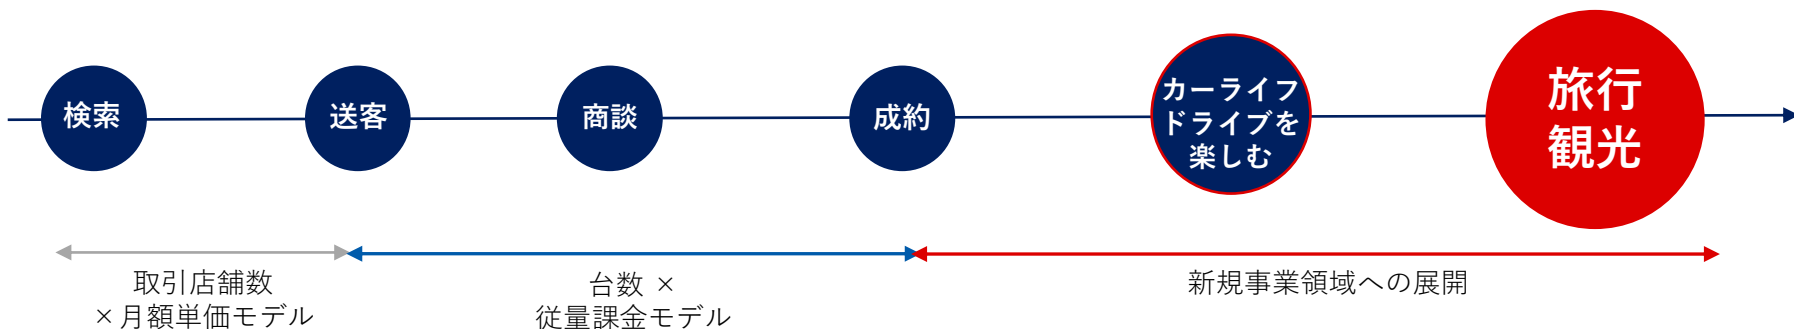 検索
送客
商談
成約
カーライフ
ドライブを
楽しむ
旅行
観光
取引店舗数
×月額単価モデル
台数 ×
従量課金モデル
新規事業領域への展開